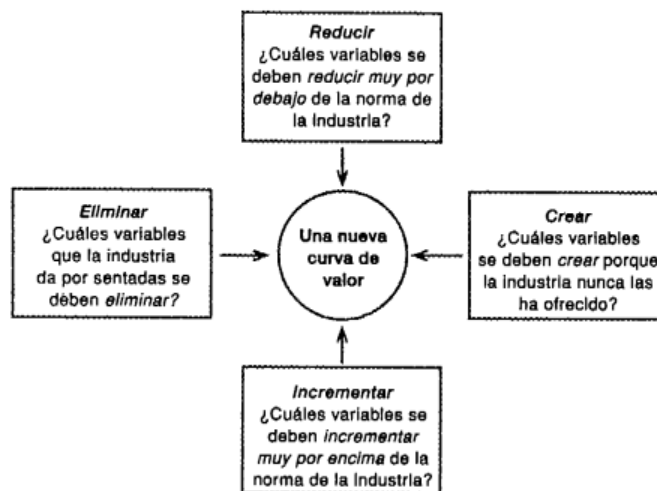 Reducir
¿Cuáles variables se
deben reducir muy por
debajo de la norma de
la Industria?
Eliminar
¿Cuáles variables
que la industria
da por sentadas se
deben eliminar?
Una nueva
curva de
valor
Crear
¿Cuáles variables
se deben crear porque
la industria nunca las
ha ofrecido?
Incrementar
¿Cuáles variables se
deben incrementar
muy por encima de la
norma de la Industria?